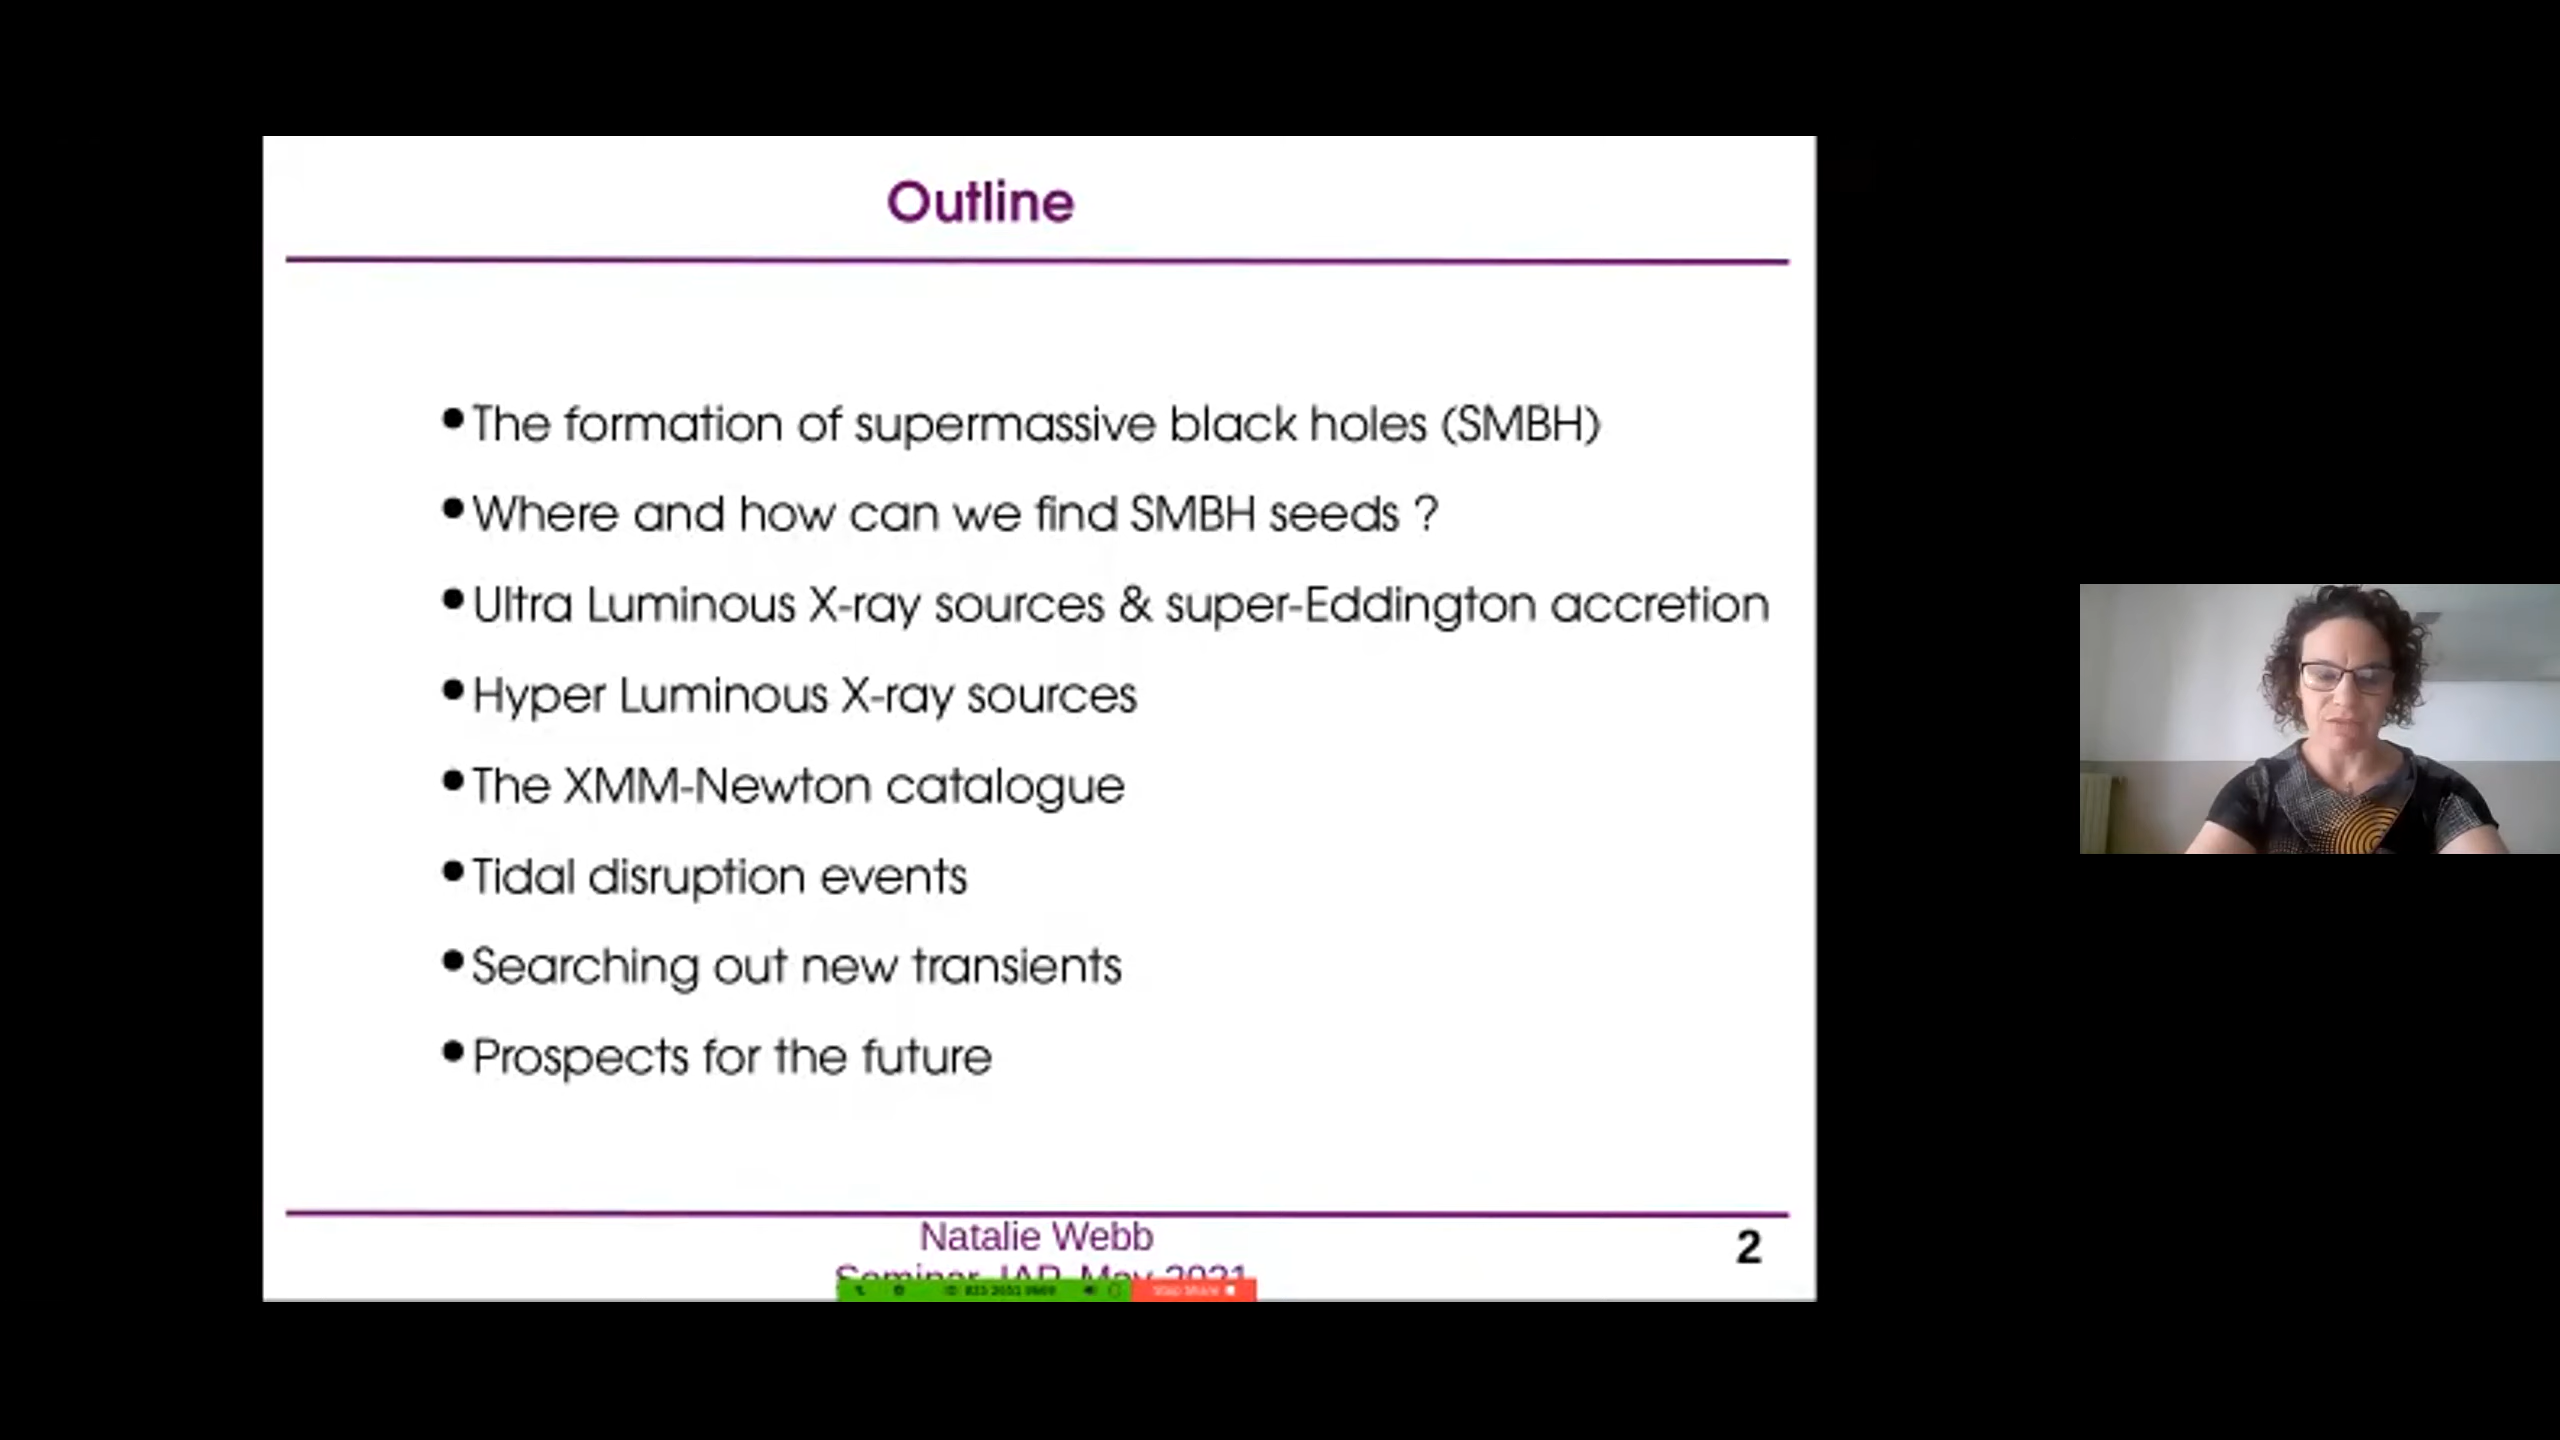 Outline
•The formation of supermassive black holes (SMBH)
•Where and how can we find SMBH seeds ?
•Ultra Luminous X-ray sources & super-Eddington accretion
•Hyper Luminous X-ray sources
•The XMM-Newton catalogue
•Tidal disruption events
•Searching out new transients
•Prospects for the future
Natalie Webb
2
Seminar, IAP, May 2021
Stop Share